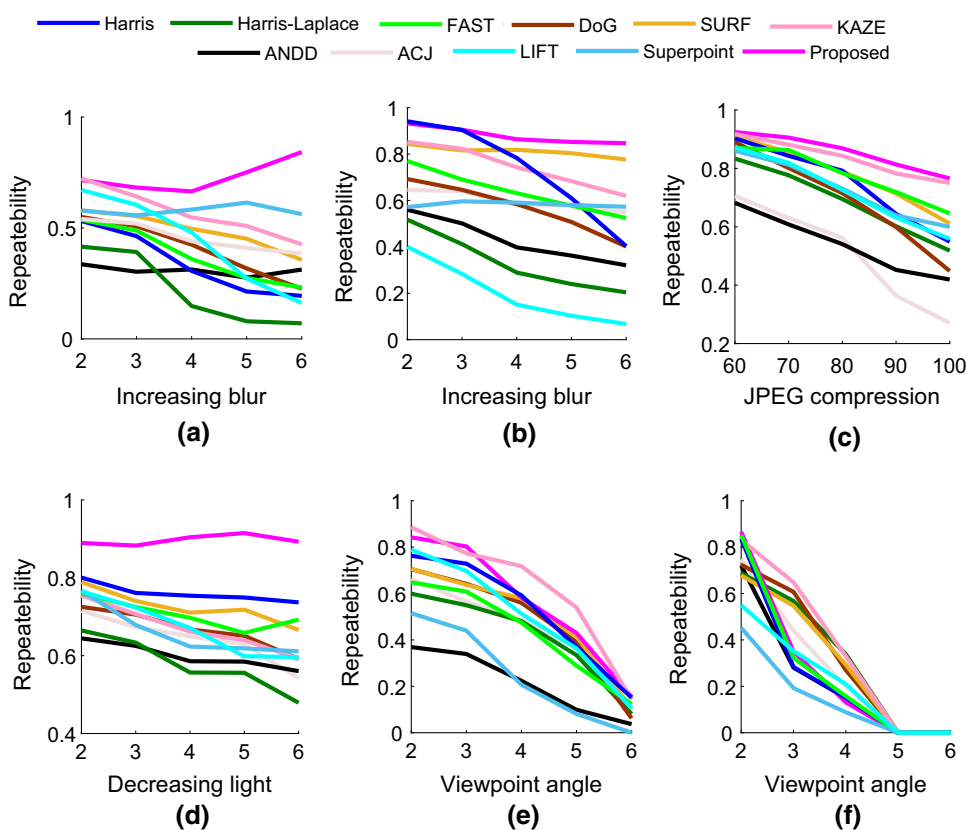 Harris Harris-Laplace FAST DoG SURF KAZE
ANDD ACJ LIFT Superpoint Proposed
Repeatebility
1
0.5
0
2 3 4 5 6
Increasing blur
(a)
Repeatebility
1
0.8
0.6
0.4
0.2
0
2 3 4 5 6
Increasing blur
(b)
Repeatebility
1
0.8
0.6
0.4
0.2
60 70 80 90 100
JPEG compression
(c)
Repeatebility
1
0.8
0.6
0.4
2 3 4 5 6
Decreasing light
(d)
Repeatebility
1
0.8
0.6
0.4
0.2
0
2 3 4 5 6
Viewpoint angle
(e)
Repeatebility
1
0.8
0.6
0.4
0.2
0
2 3 4 5 6
Viewpoint angle
(f)